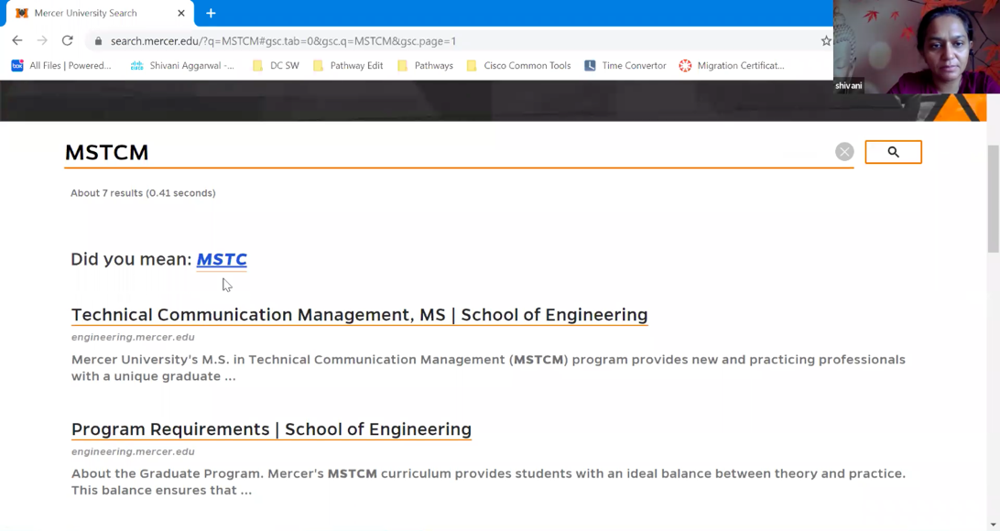 Mercer University Search
search.mercer.edu/?q=MSTCM#gsc.tab=0&gsc.q=MSTCM&gsc.page=1
box All Files | Powered... CISCO Shivani Aggarwal -... DC SW Pathway Edit Pathways Cisco Common Tools Time Convertor Migration Certificat...
shivani
MSTCM
About 7 results (0.41 seconds)
Did you mean: MSTC
Technical Communication Management, MS | School of Engineering
engineering.mercer.edu
Mercer University's M.S. in Technical Communication Management (MSTCM) program provides new and practicing professionals
with a unique graduate ...
Program Requirements | School of Engineering
engineering.mercer.edu
About the Graduate Program. Mercer's MSTCM curriculum provides students with an ideal balance between theory and practice.
This balance ensures that ...